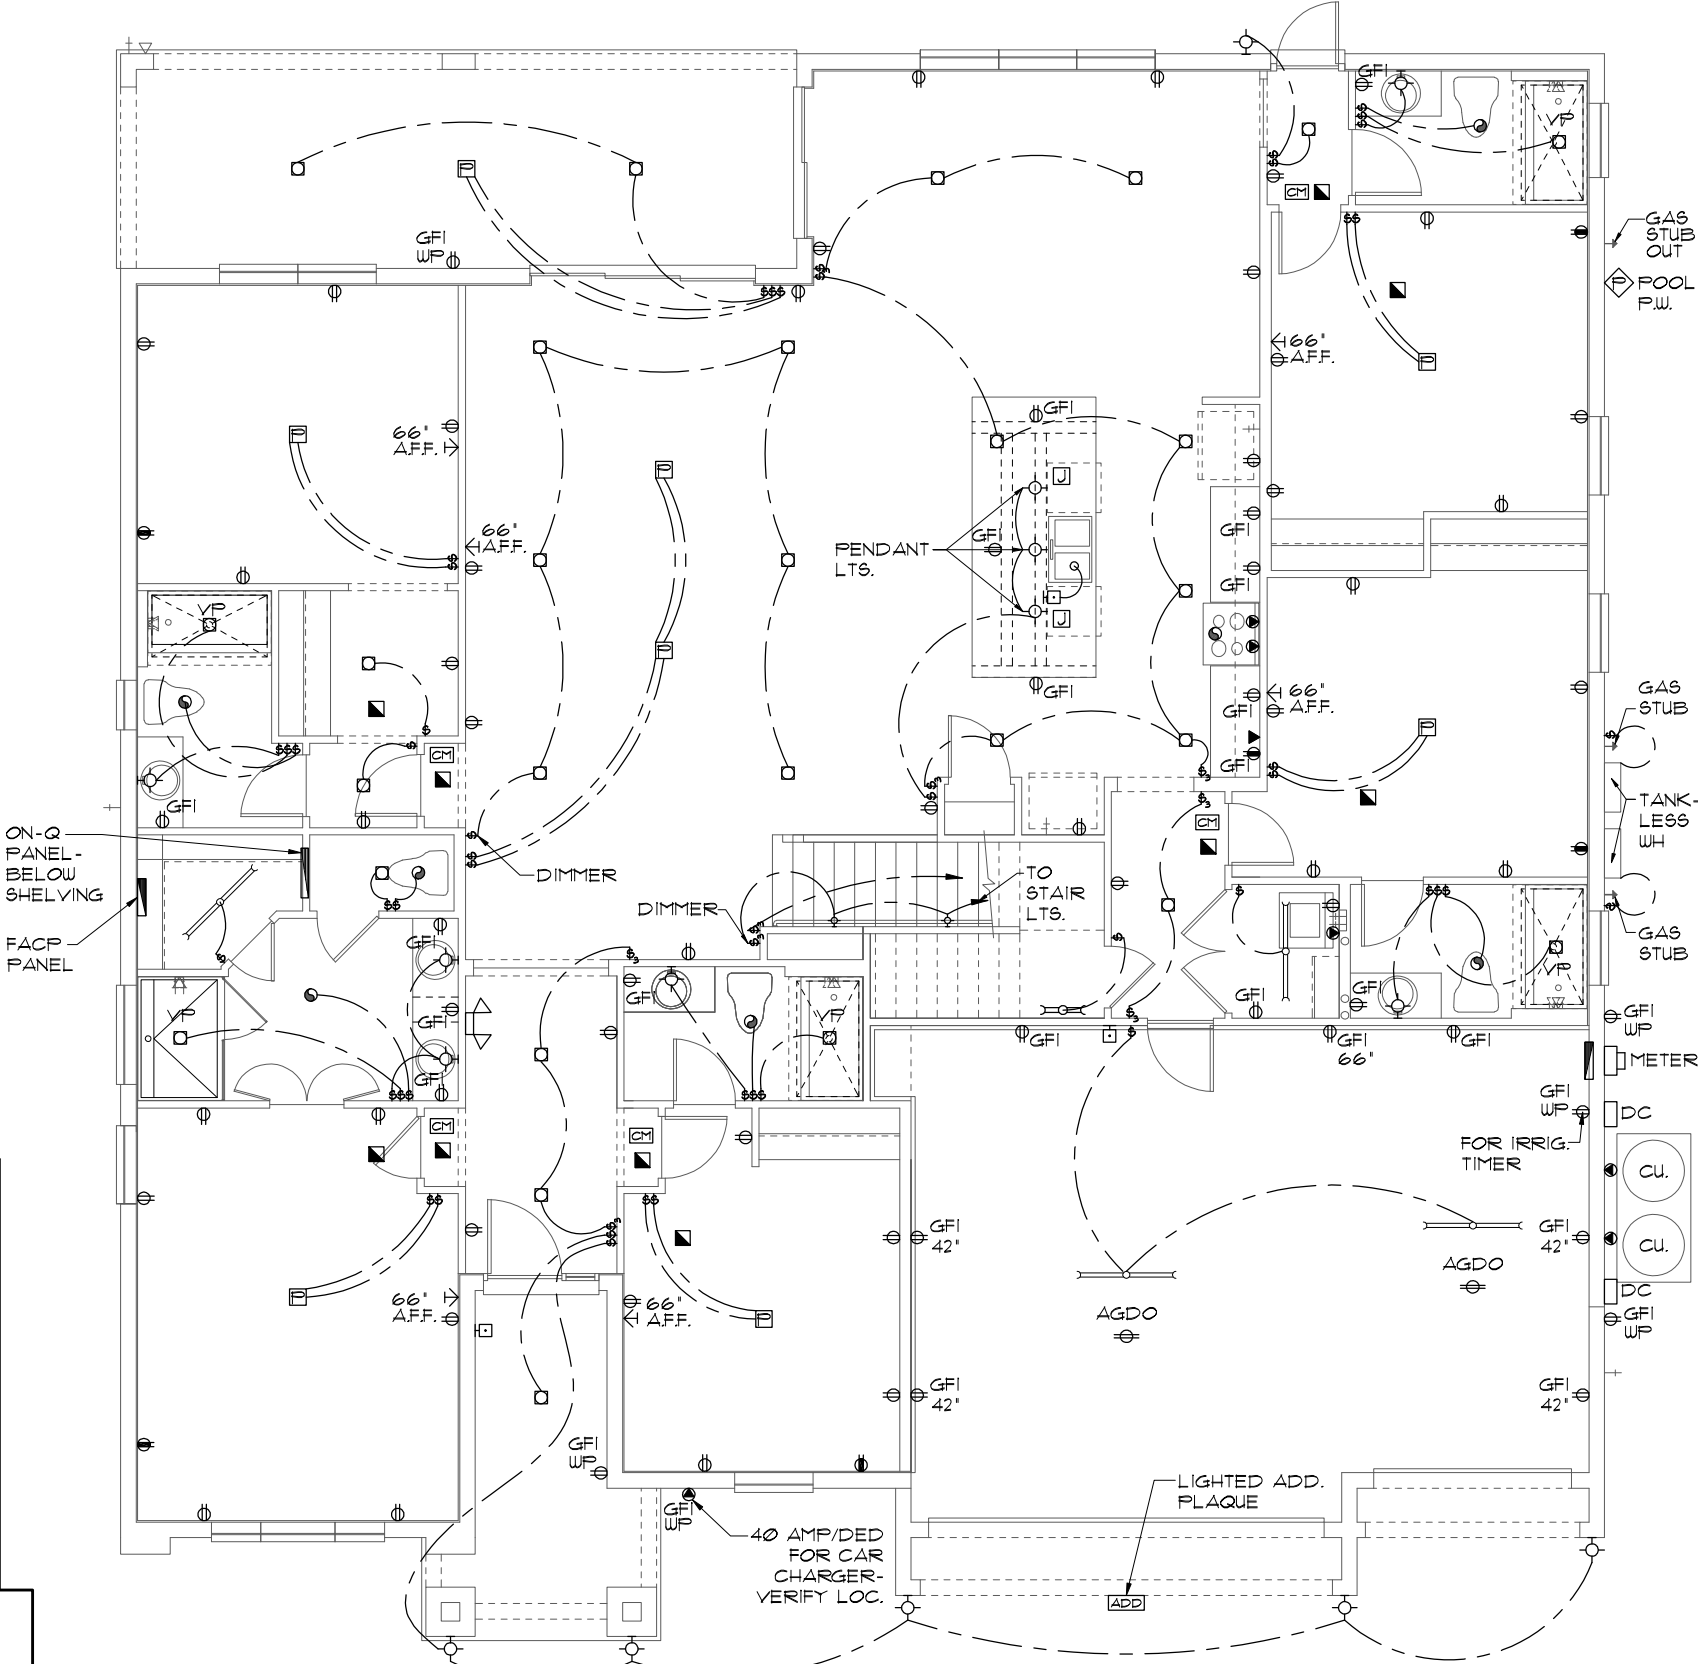 GFI
VP
GFI
WP
CM
GAS
STUB
OUT
P
POOL
P.W.
P
P
66"
A.F.F.
P
GFI
66"
A.F.F.
P
P
J
66"
A.F.F.
GFI
GFI
PENDANT
LTS.
GFI
J
VP
P
GFI
GFI
66"
A.F.F.
P
GAS
STUB
CM
GFI
GFI
TANK-
LESS
WH
ON-Q
PANEL-
BELOW
SHELVING
CM
DIMMER
TO
STAIR
LTS.
DIMMER
FACP
PANEL
GFI
GAS
STUB
VP
GFI
GFI
VP
GFI
GFI
VP
GFI
WP
GFI
GFI
GFI
66"
GFI
METER
GFI
WP
DC
CM
CM
FOR IRRIG.
TIMER
CU.
GFI
42"
GFI
42"
CU.
AGDO
P
66"
A.F.F.
66"
A.F.F.
P
AGDO
DC
GFI
WP
GFI
42"
GFI
42"
GFI
WP
LIGHTED ADD.
PLAQUE
GFI
WP
40 AMP/DED
FOR CAR
CHARGER-
VERIFY LOC.
ADD